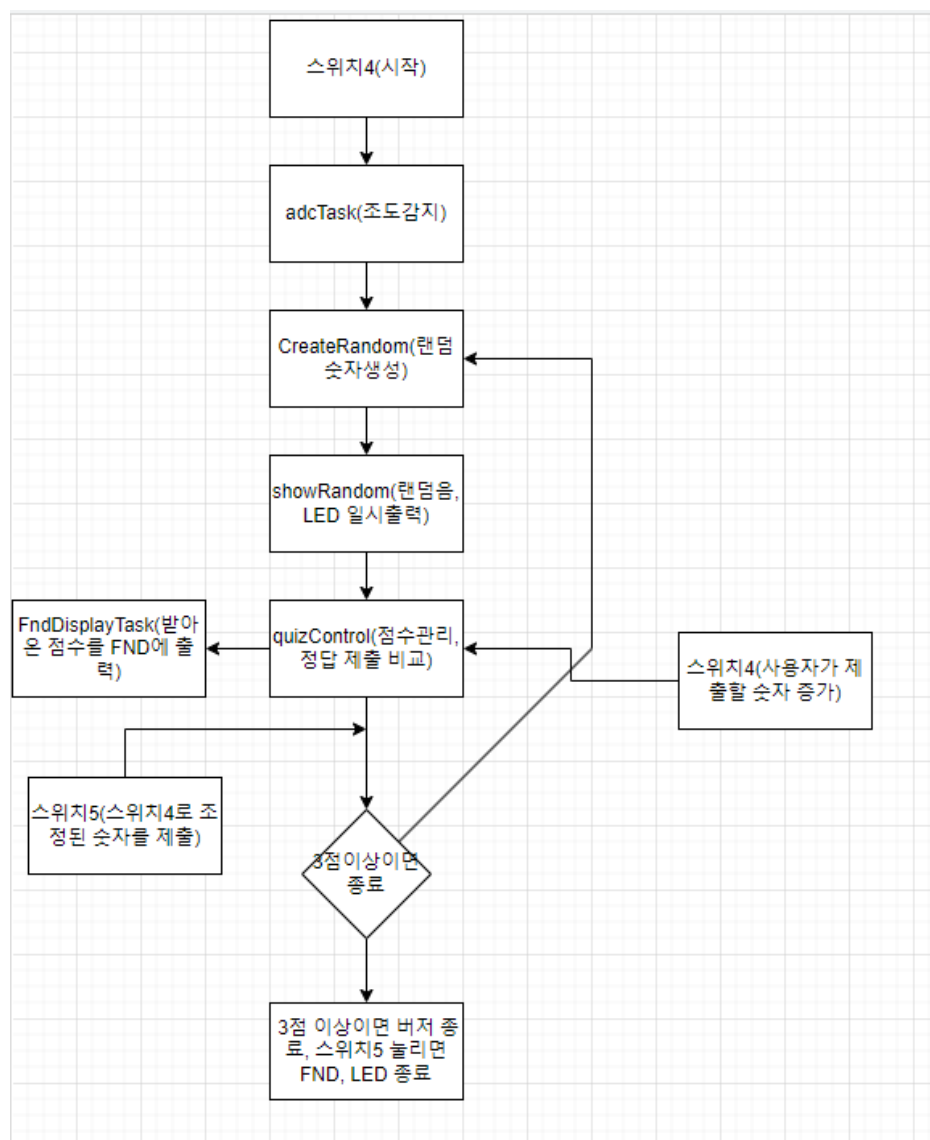 스위치4(시작)
adcTask(조도감지)
CreateRandom(랜덤
숫자생성)
showRandom(랜덤음,
LED 일시출력)
FndDisplayTask(받아
온 점수를 FND에 출
력)
quizControl(점수관리,
정답 제출 비교)
스위치4(사용자가 제
출할 숫자 증가)
스위치5(스위치4로 조
정된 숫자를 제출)
3점이상이면
종료
3점 이상이면 버저 종
료, 스위치5 눌리면
FND, LED 종료